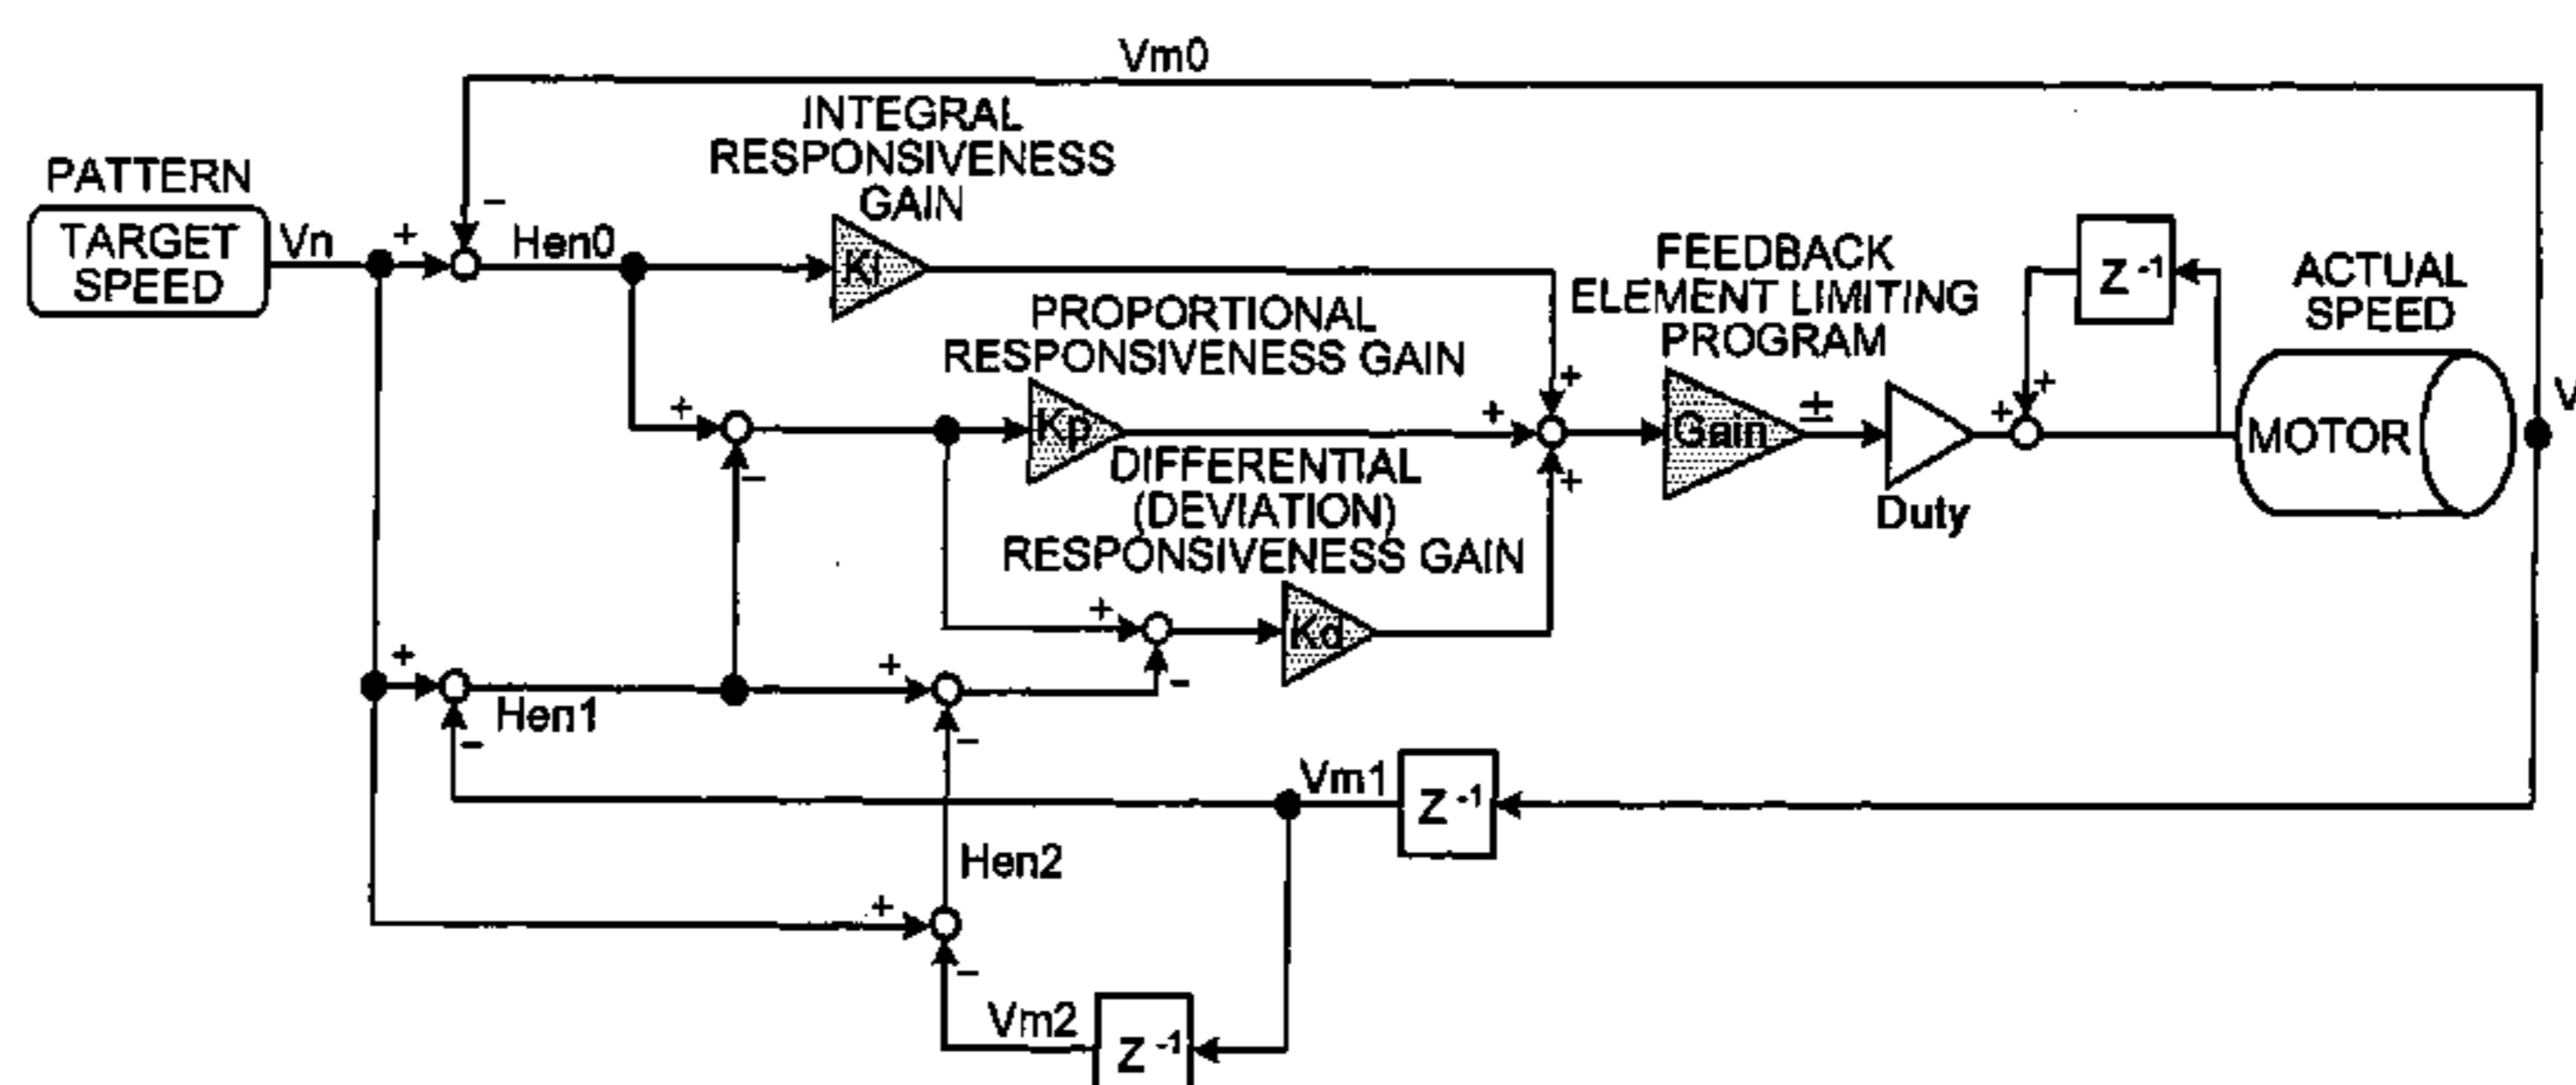 Vm0
INTEGRAL
RESPONSIVENESS
GAIN
PATTERN
TARGET
SPEED
Vn
+
−
Hen0
Ki
FEEDBACK
ELEMENT LIMITING
PROGRAM
Z -1
ACTUAL
SPEED
PROPORTIONAL
RESPONSIVENESS GAIN
+
−
Kp
+
+
+
Gain
±
Duty
+
+
MOTOR
V
DIFFERENTIAL
(DEVIATION)
RESPONSIVENESS GAIN
+
−
Kd
+
−
Hen1
+
−
Vm1
Z -1
Hen2
+
−
Vm2
Z -1